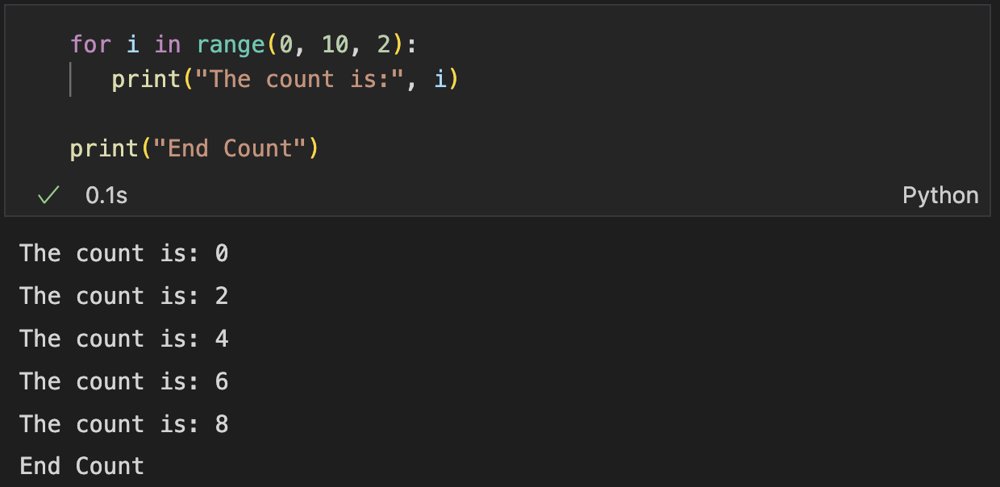 for i in range(0, 10, 2):
   print("The count is:", i)

print("End Count")
✓ 0.1s Python
The count is: 0
The count is: 2
The count is: 4
The count is: 6
The count is: 8
End Count